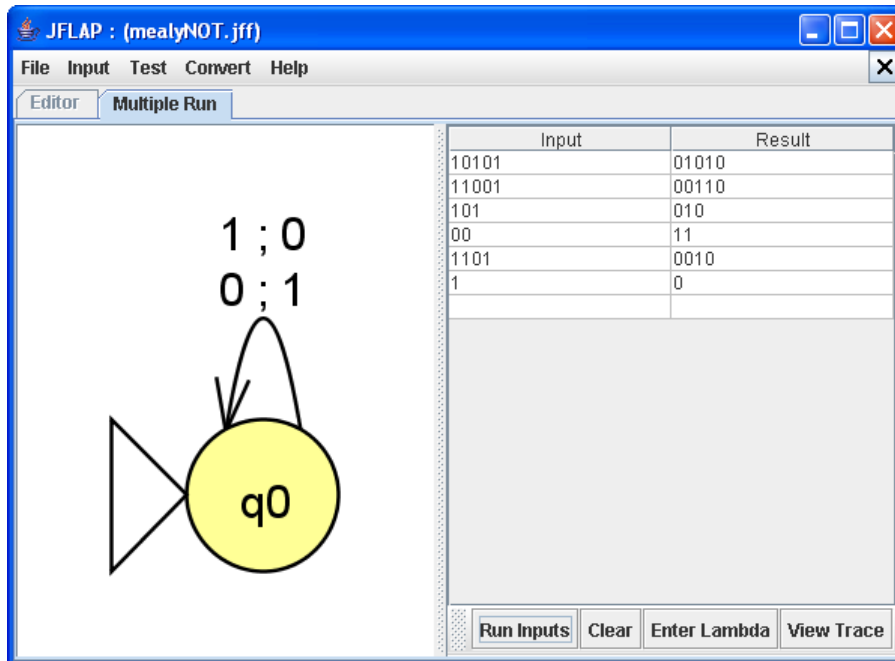 JFLAP : (mealyNOT.jff)
File Input Test Convert Help
Editor Multiple Run
1 ; 0
0 ; 1
q0
Input Result
10101 01010
11001 00110
101 010
00 11
1101 0010
1 0
Run Inputs Clear Enter Lambda View Trace